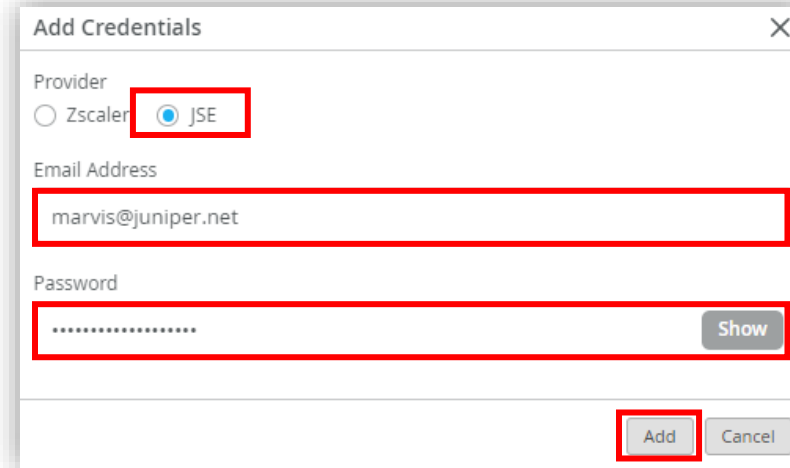 Add Credentials
Provider
Zscaler JSE
Email Address
marvis@juniper.net
Password
•••••••••••••••••••
Show
Add Cancel